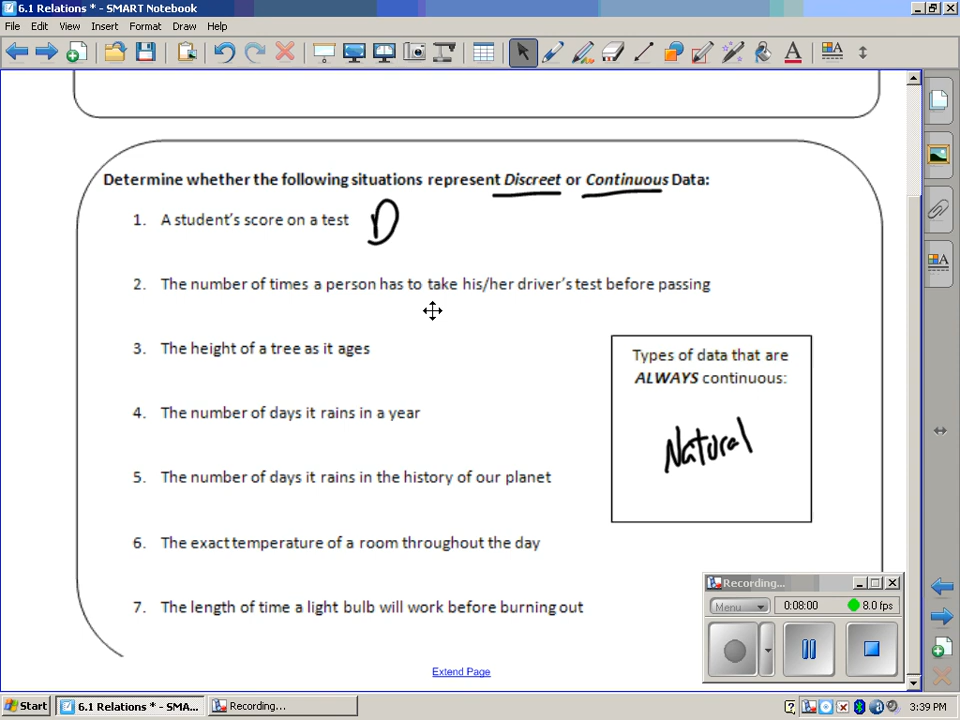 6.1 Relations * - SMART Notebook
File Edit View Insert Format Draw Help
Determine whether the following situations represent Discreet or Continuous Data:
1. A student's score on a test D
2. The number of times a person has to take his/her driver's test before passing
3. The height of a tree as it ages
Types of data that are
ALWAYS continuous:
4. The number of days it rains in a year
Natural
5. The number of days it rains in the history of our planet
6. The exact temperature of a room throughout the day
7. The length of time a light bulb will work before burning out
Recording...
Menu 0:08:00 8.0 fps
Extend Page
Start 6.1 Relations * - SMA... Recording... 3:39 PM